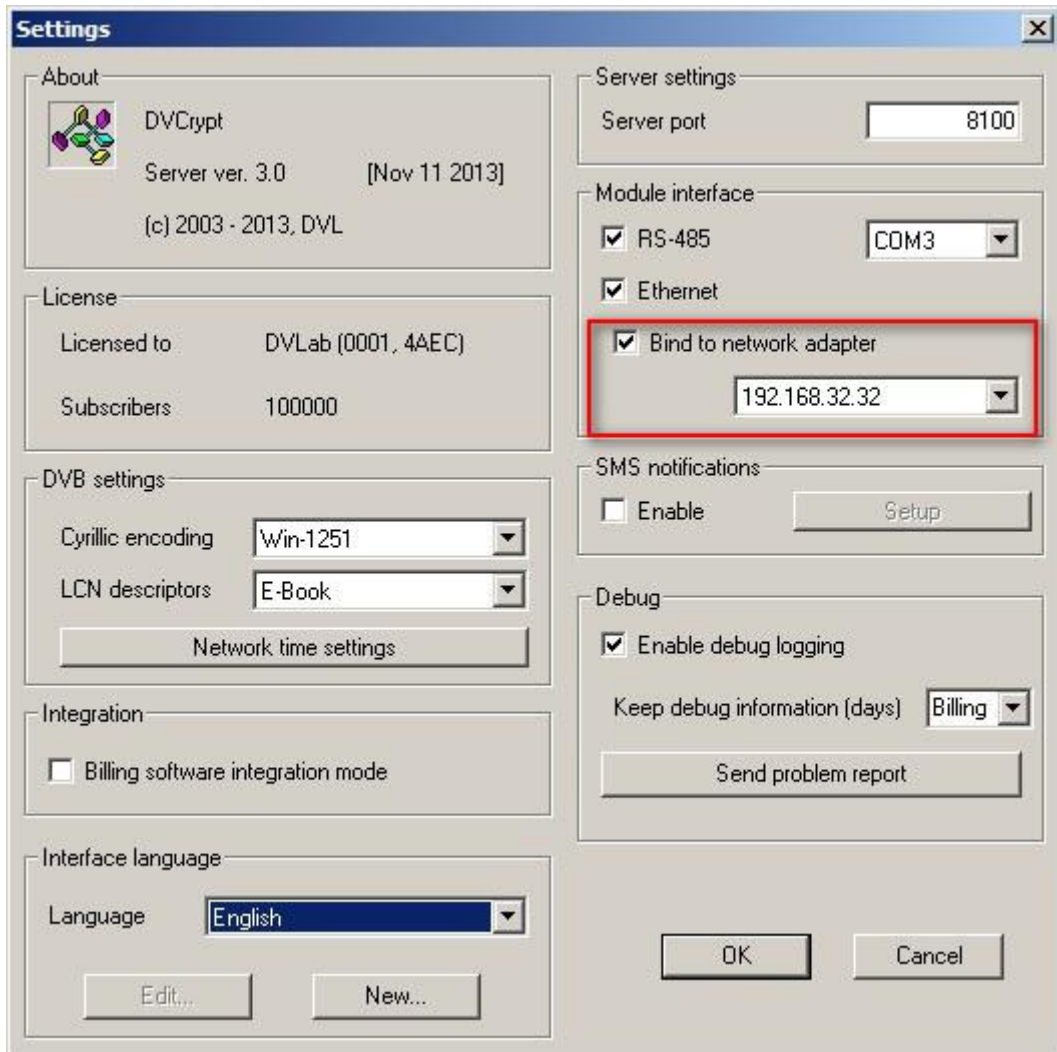 Settings
About
DVCrypt
Server ver. 3.0 [Nov 11 2013]
(c) 2003 - 2013, DVL
License
Licensed to DVLab (0001, 4AEC)
Subscribers 100000
DVB settings
Cyrillic encoding Win-1251
LCN descriptors E-Book
Network time settings
Integration
Billing software integration mode
Interface language
Language English
Edit... New...
Server settings
Server port 8100
Module interface
RS-485 COM3
Ethernet
Bind to network adapter
192.168.32.32
SMS notifications
Enable Setup
Debug
Enable debug logging
Keep debug information (days) Billing
Send problem report
OK Cancel